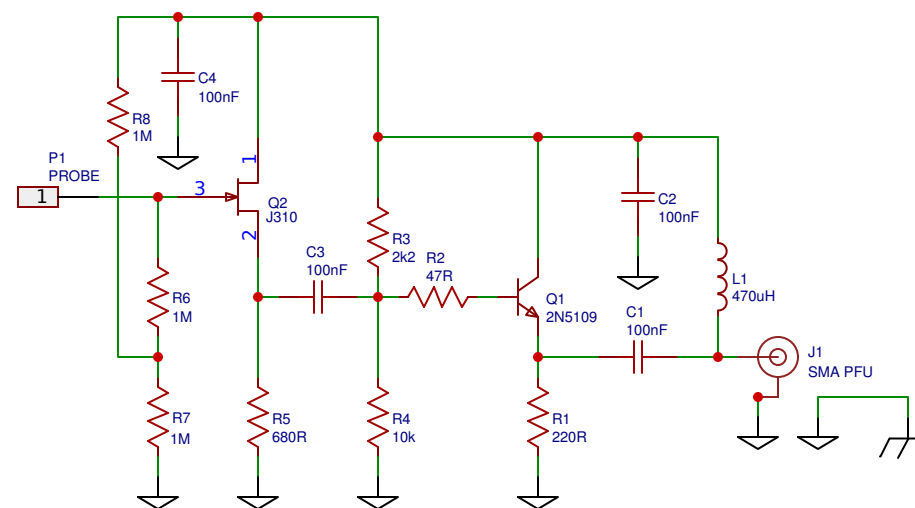 C4
100nF
R8
1M
P1
PROBE
1
1
3
Q2
J310
2
C2
100nF
R3
2k2
C3
100nF
R2
47R
L1
470uH
R6
1M
Q1
2N5109
C1
100nF
J1
SMA PFU
R7
1M
R5
680R
R4
10k
R1
220R